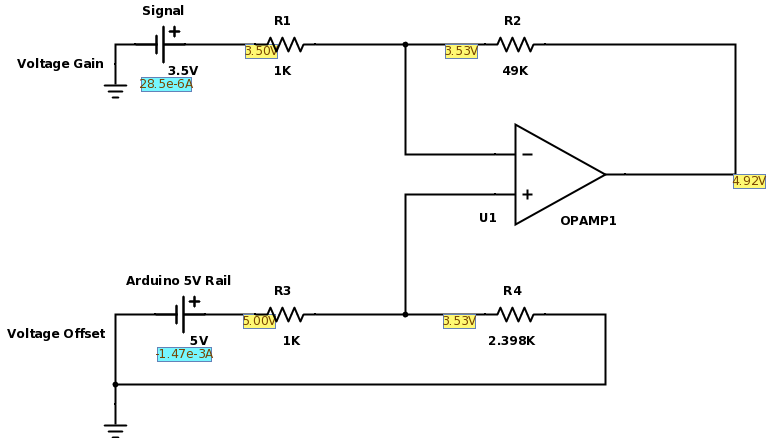 Signal
R1
R2
+
3.50V
3.53V
Voltage Gain
3.5V
1K
49K
28.5e-6A
−
4.92V
+
U1
OPAMP1
Arduino 5V Rail
R3
R4
+
5.00V
3.53V
Voltage Offset
5V
1K
2.398K
-1.47e-3A